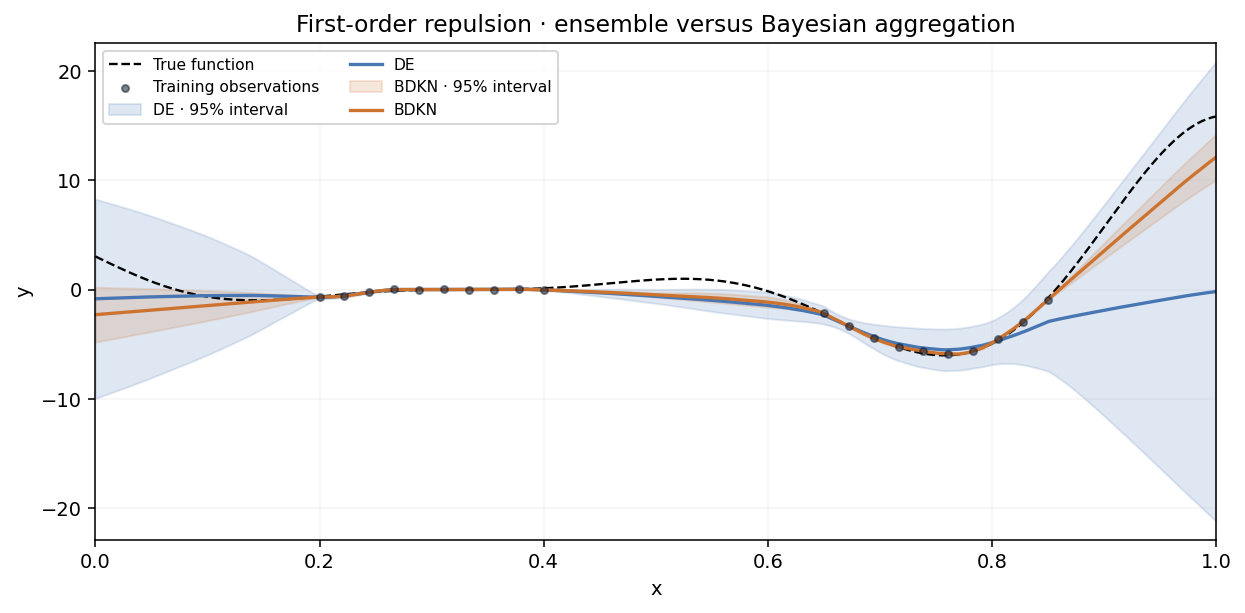 First-order repulsion · ensemble versus Bayesian aggregation
True function
Training observations
DE · 95% interval
DE
BDKN · 95% interval
BDKN
20
10
0
−10
−20
y
0.0
0.2
0.4
0.6
0.8
1.0
x